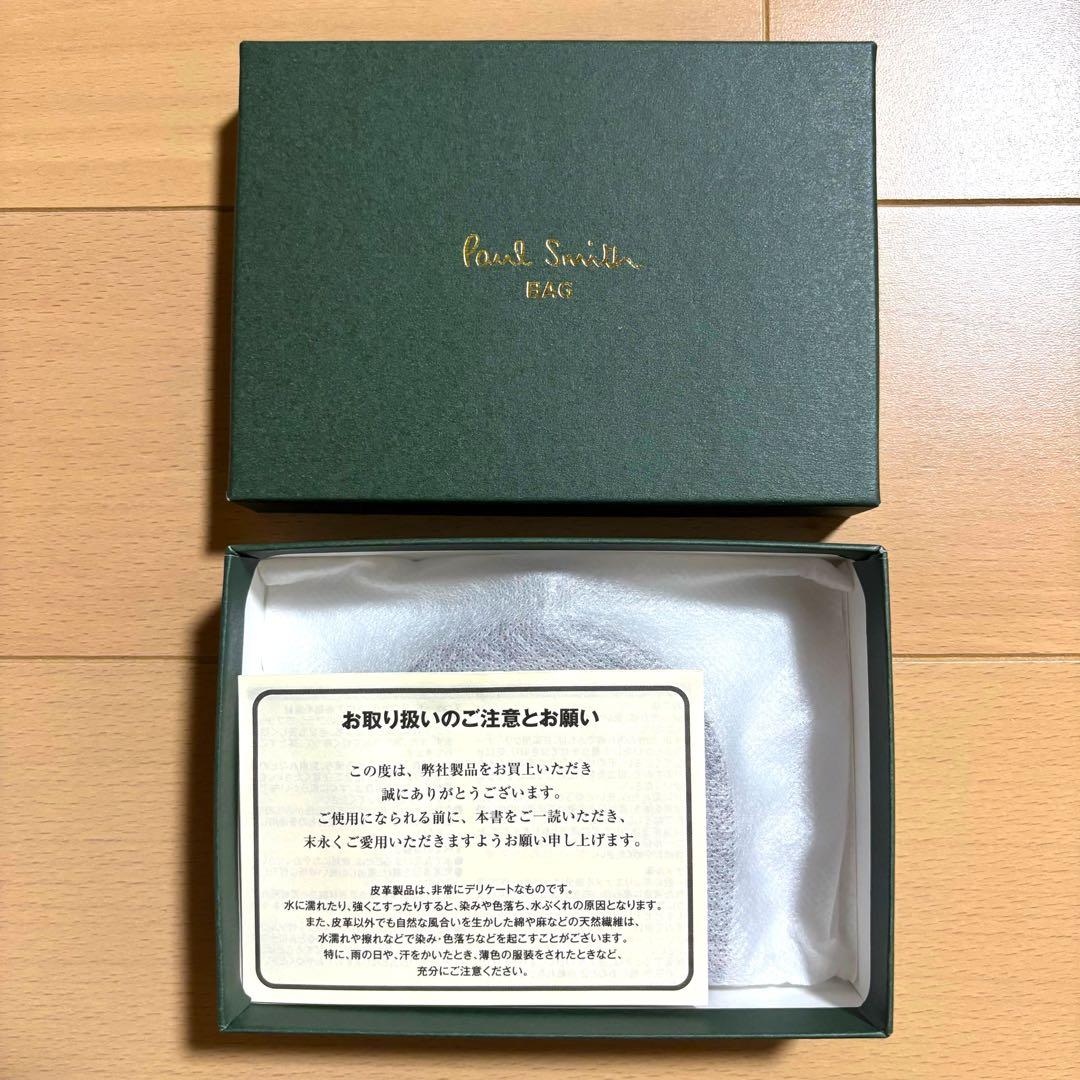 Paul Smith
BAG
お取り扱いのご注意とお願い
この度は、弊社製品をお買上いただき
誠にありがとうございます。
ご使用になられる前に、本書をご一読いただき、
末永くご愛用いただきますようお願い申し上げます。
皮革製品は、非常にデリケートなものです。
水に濡れたり、強くこすったりすると、染みや色落ち、水ぶくれの原因となります。
また、皮革以外でも自然な風合いを生かした綿や麻などの天然繊維は、
水濡れや擦れなどで染み・色落ちなどを起こすことがございます。
特に、雨の日や、汗をかいたとき、薄色の服装をされたときなど、
充分にご注意ください。